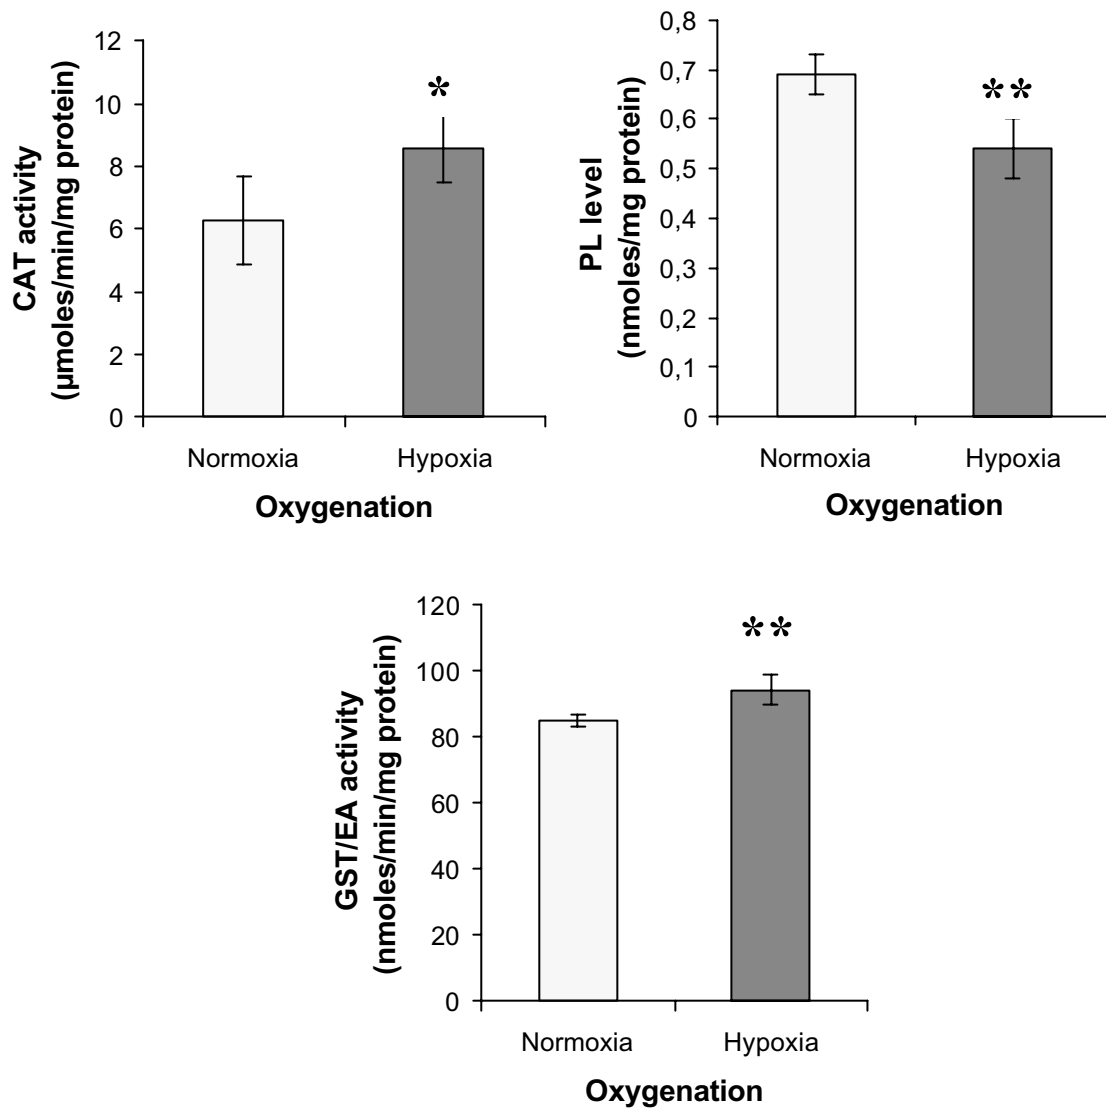 CAT activity
(µmoles/min/mg protein)
12
10
8
6
4
2
0
*
Normoxia
Hypoxia
Oxygenation
PL level
(nmoles/mg protein)
0,8
0,7
0,6
0,5
0,4
0,3
0,2
0,1
0
**
Normoxia
Hypoxia
Oxygenation
GST/EA activity
(nmoles/min/mg protein)
120
100
80
60
40
20
0
**
Normoxia
Hypoxia
Oxygenation